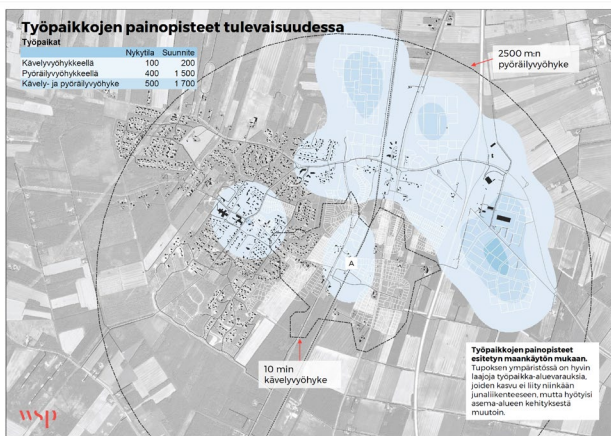 Työpaikkojen painopisteet tulevaisuudessa
Työpaikat
Nykytila Suunnite
Kävelyvyöhykkeellä 100 200
Pyöräilyvyöhykkeellä 400 1 500
Kävely- ja pyöräilyvyöhyke 500 1 700
2500 m:n
pyöräilyvyöhyke
A
10 min
kävelyvyöhyke
Työpaikkojen painopisteet
esitetyn maankäytön mukaan.
Tupoksen ympäristössä on hyvin
laajoja työpaikka-aluevarauksia,
joiden kasvu ei liity niinkään
junaliikenteeseen, mutta hyötyisi
asema-alueen kehityksestä
muutoin.
wsp